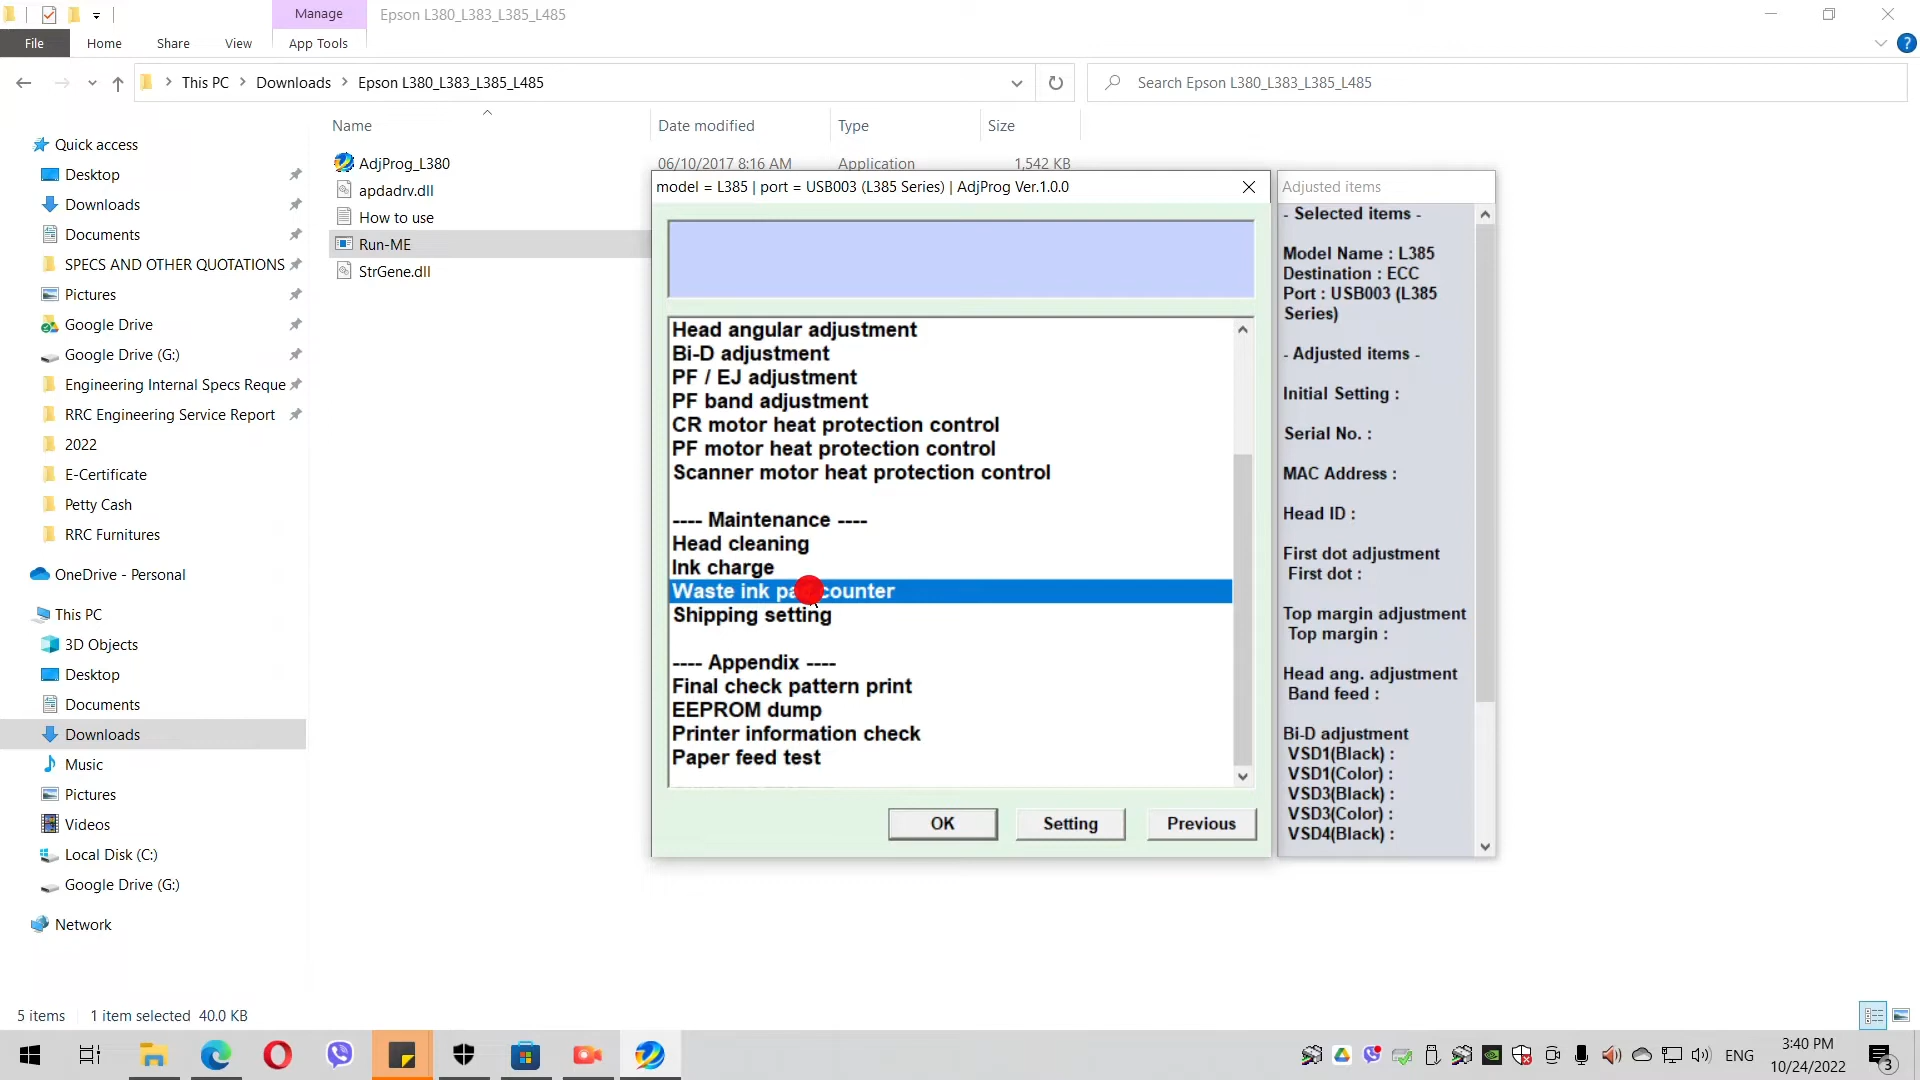 Manage
Epson L380_L383_L385_L485
File
Home
Share
View
App Tools
This PC
Downloads
Epson L380_L383_L385_L485
Search Epson L380_L383_L385_L485
Name
Date modified
Type
Size
Quick access
Desktop
Downloads
Documents
SPECS AND OTHER QUOTATIONS
Pictures
Google Drive
Google Drive (G:)
Engineering Internal Specs Reque
RRC Engineering Service Report
2022
E-Certificate
Petty Cash
RRC Furnitures
OneDrive - Personal
This PC
3D Objects
Desktop
Documents
Downloads
Music
Pictures
Videos
Local Disk (C:)
Google Drive (G:)
Network
AdjProg_L380
06/10/2017 8:16 AM
Application
1,542 KB
apdadrv.dll
How to use
Run-ME
StrGene.dll
model = L385 | port = USB003 (L385 Series) | AdjProg Ver.1.0.0
Head angular adjustment
Bi-D adjustment
PF / EJ adjustment
PF band adjustment
CR motor heat protection control
PF motor heat protection control
Scanner motor heat protection control
---- Maintenance ----
Head cleaning
Ink charge
Waste ink pad counter
Shipping setting
---- Appendix ----
Final check pattern print
EEPROM dump
Printer information check
Paper feed test
OK
Setting
Previous
Adjusted items
- Selected items -
Model Name : L385
Destination : ECC
Port : USB003 (L385
Series)
- Adjusted items -
Initial Setting :
Serial No. :
MAC Address :
Head ID :
First dot adjustment
First dot :
Top margin adjustment
Top margin :
Head ang. adjustment
Band feed :
Bi-D adjustment
VSD1(Black) :
VSD1(Color) :
VSD3(Black) :
VSD3(Color) :
VSD4(Black) :
5 items
1 item selected 40.0 KB
ENG
3:40 PM
10/24/2022
3